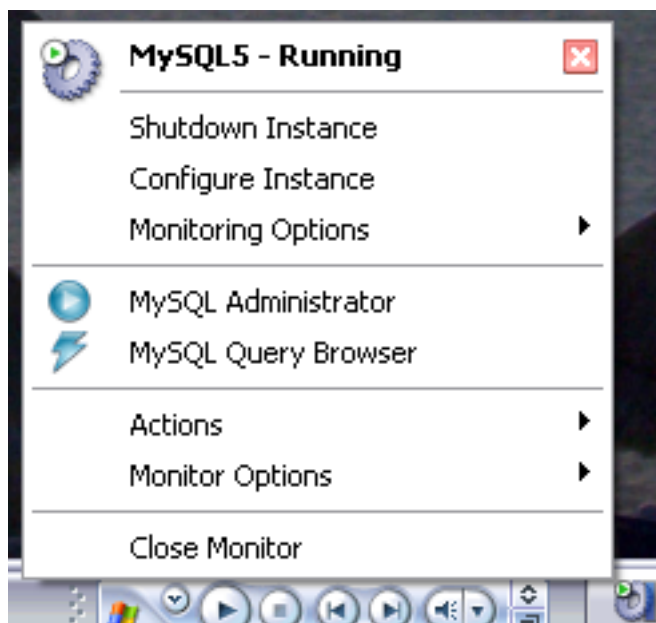 MySQL5 - Running
Shutdown Instance
Configure Instance
Monitoring Options
MySQL Administrator
MySQL Query Browser
Actions
Monitor Options
Close Monitor